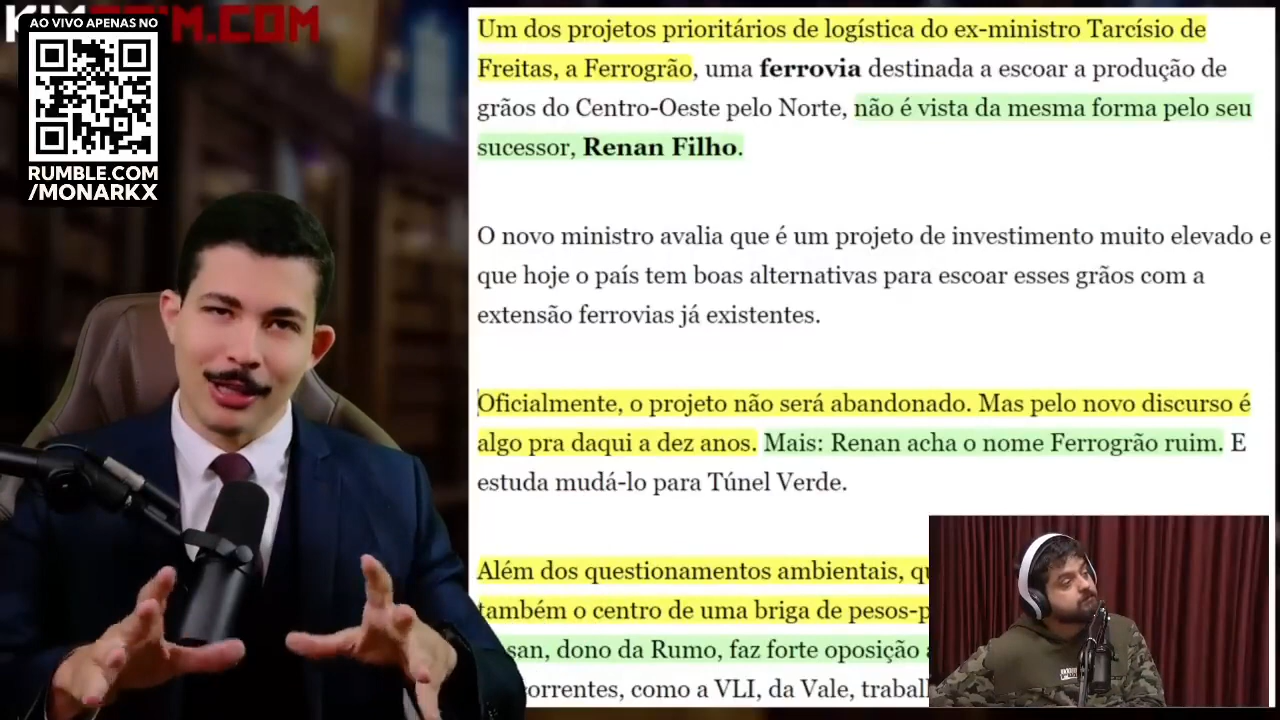 AO VIVO APENAS NO
RUMBLE.COM
/MONARKX
Um dos projetos prioritários de logística do ex-ministro Tarcísio de
Freitas, a Ferrogrão, uma ferrovia destinada a escoar a produção de
grãos do Centro-Oeste pelo Norte, não é vista da mesma forma pelo seu
sucessor, Renan Filho.
O novo ministro avalia que é um projeto de investimento muito elevado e
que hoje o país tem boas alternativas para escoar esses grãos com a
extensão ferrovias já existentes.
Oficialmente, o projeto não será abandonado. Mas pelo novo discurso é
algo pra daqui a dez anos. Mais: Renan acha o nome Ferrogrão ruim. E
estuda mudá-lo para Túnel Verde.
Além dos questionamentos ambientais,
também o centro de uma briga de
dono da Rumo, faz forte oposição
como a VLI, da Vale,